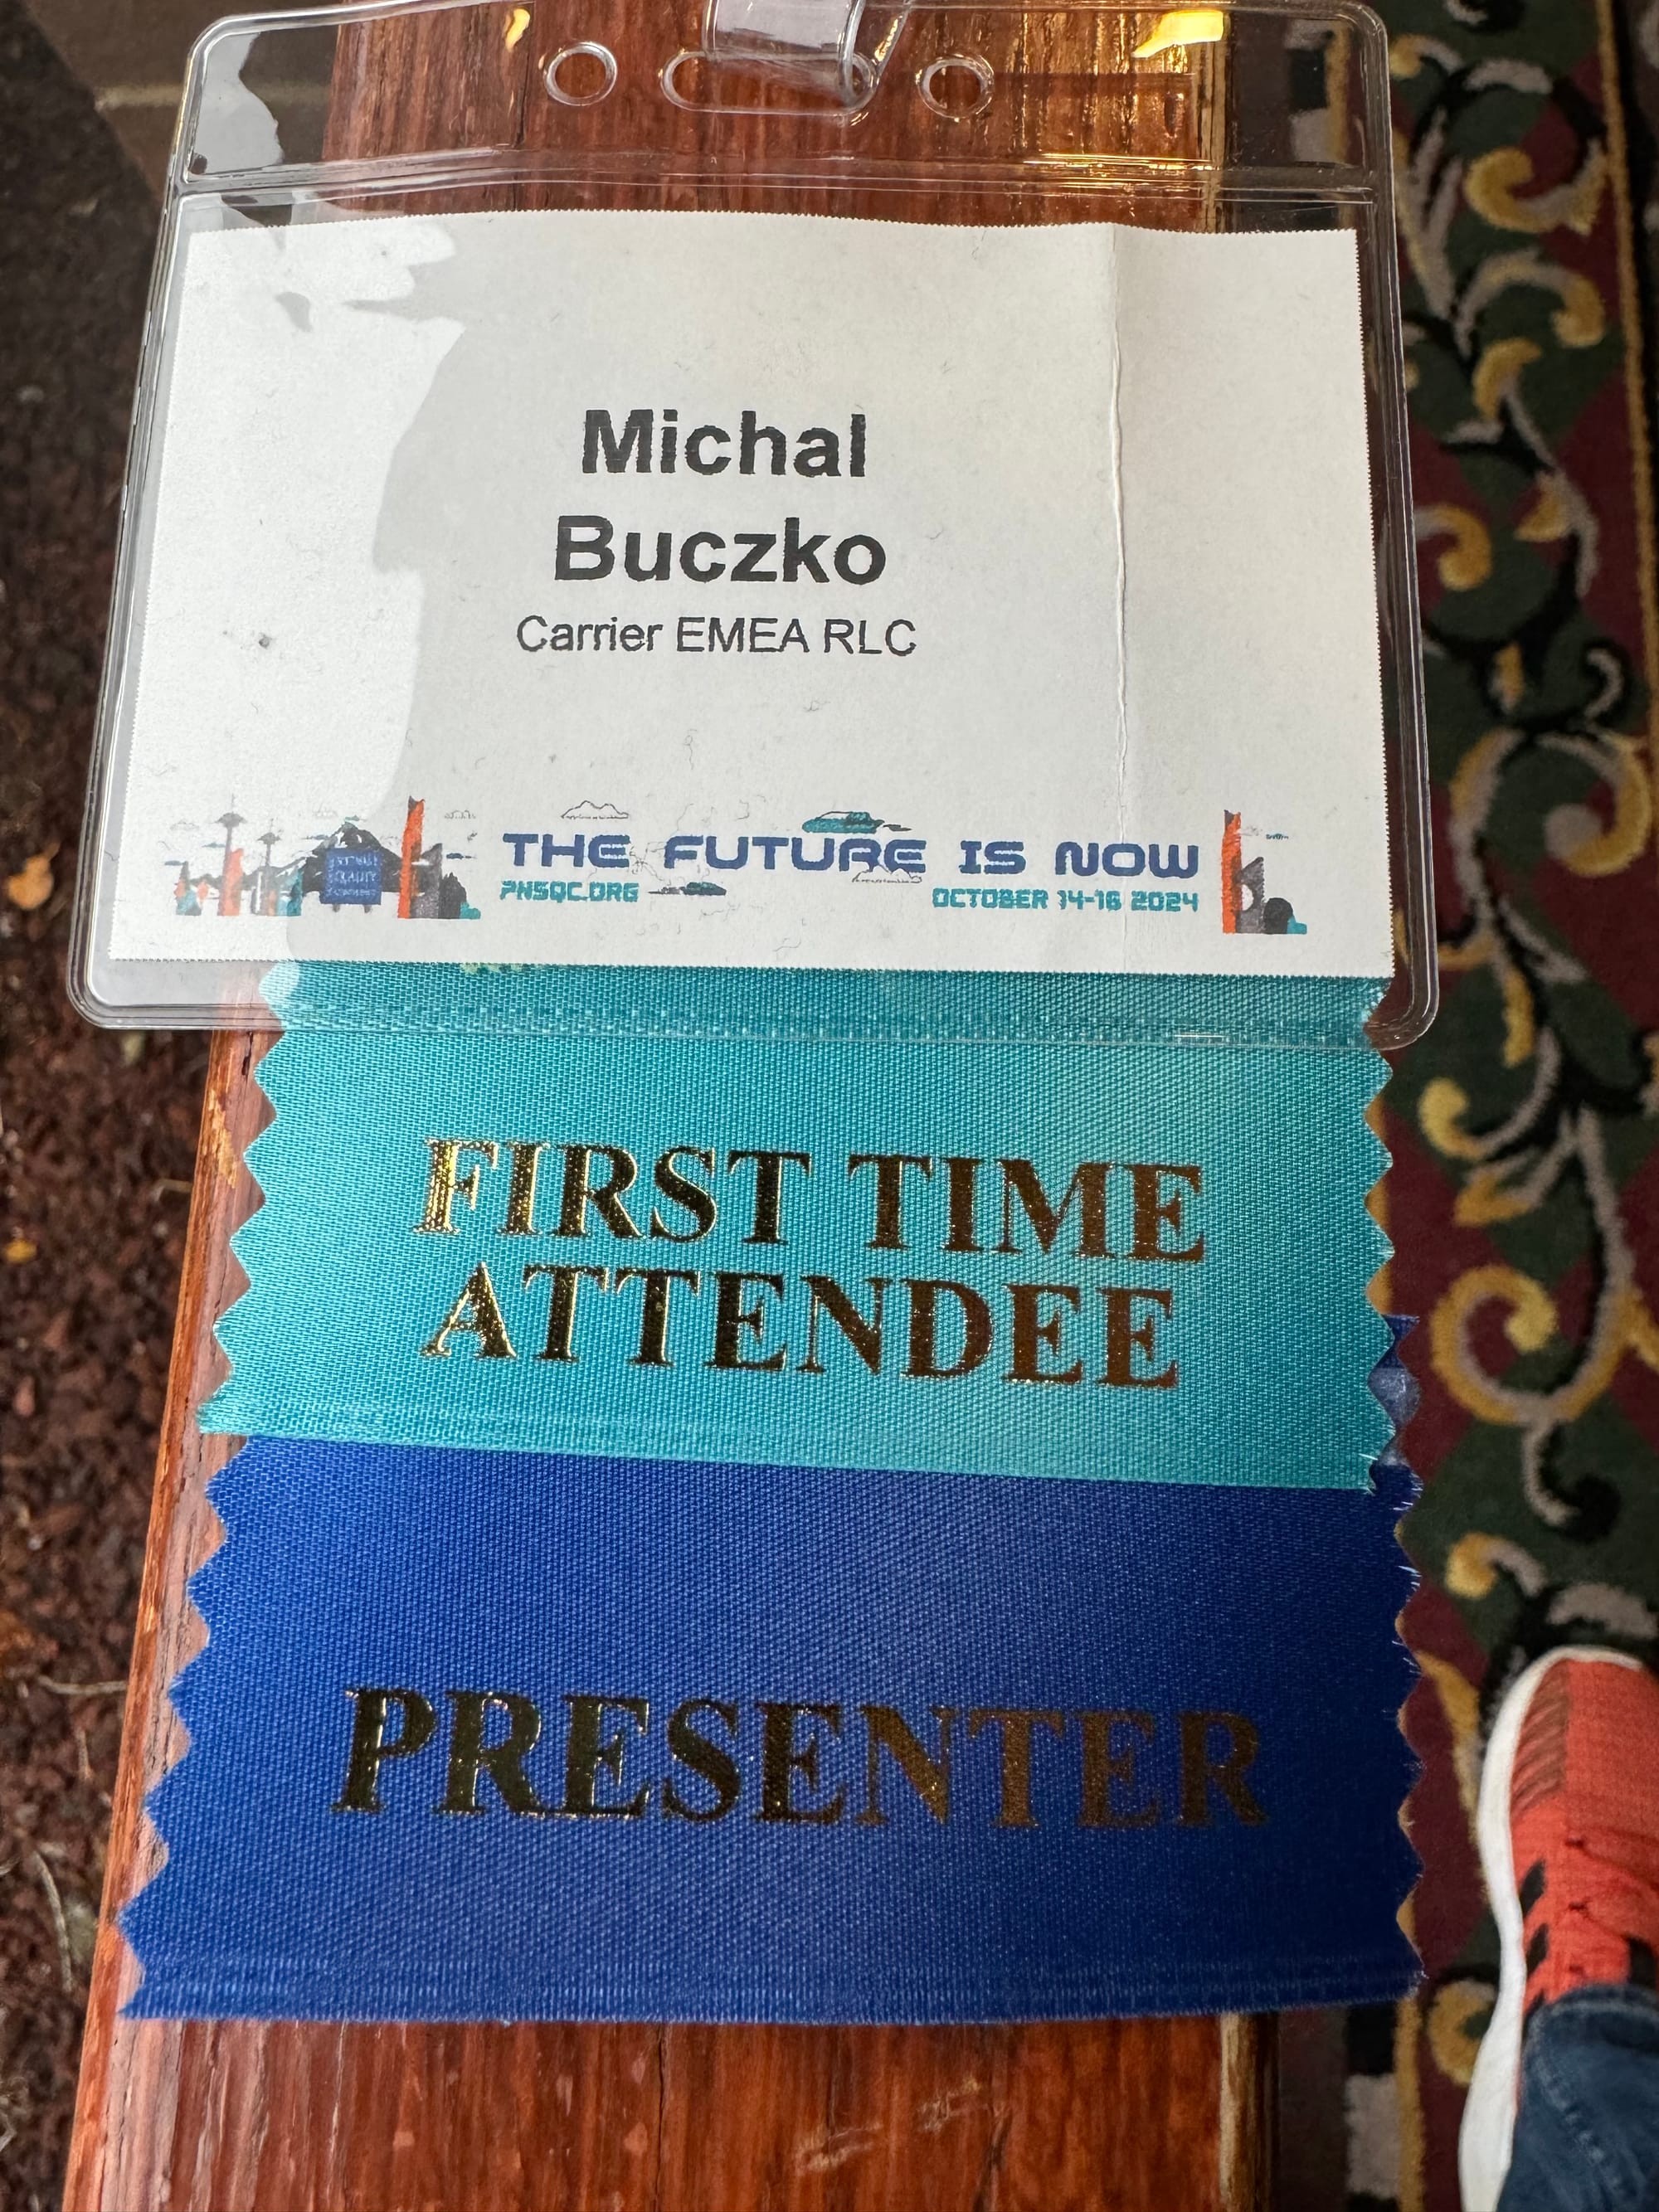 Michal
Buczko
Carrier EMEA RLC
THE FUTURE IS NOW
PNSQC.ORG
OCTOBER 14-16 2024
FIRST TIME
ATTENDEE
PRESENTER